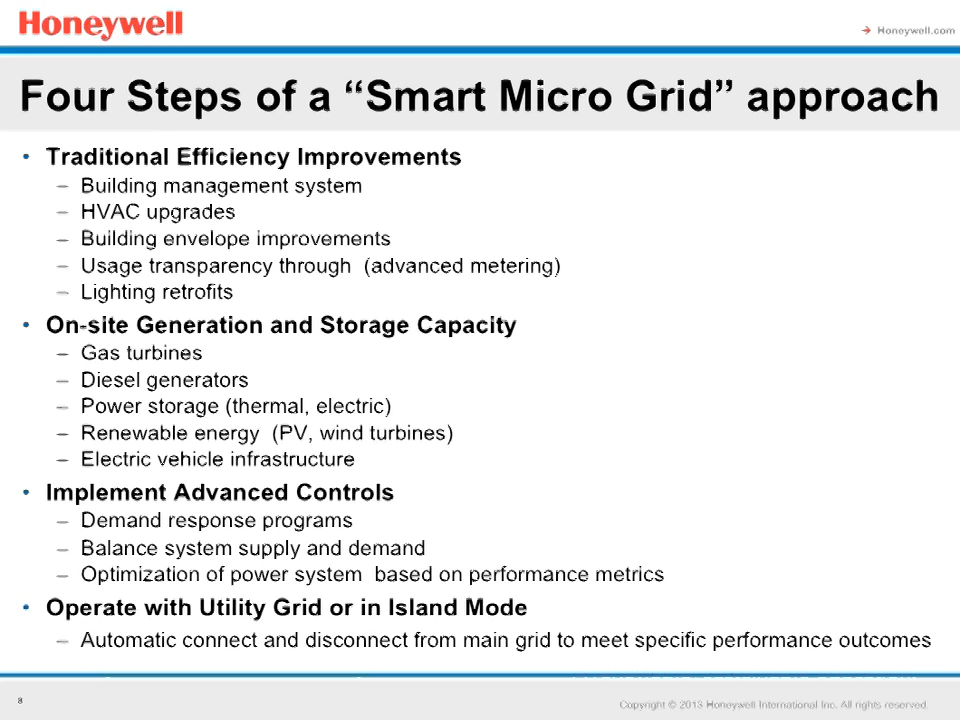 Honeywell
→ Honeywell.com
Four Steps of a “Smart Micro Grid” approach
• Traditional Efficiency Improvements
– Building management system
– HVAC upgrades
– Building envelope improvements
– Usage transparency through (advanced metering)
– Lighting retrofits
• On-site Generation and Storage Capacity
– Gas turbines
– Diesel generators
– Power storage (thermal, electric)
– Renewable energy (PV, wind turbines)
– Electric vehicle infrastructure
• Implement Advanced Controls
– Demand response programs
– Balance system supply and demand
– Optimization of power system based on performance metrics
• Operate with Utility Grid or in Island Mode
– Automatic connect and disconnect from main grid to meet specific performance outcomes
8
Copyright © 2013 Honeywell International Inc. All rights reserved.